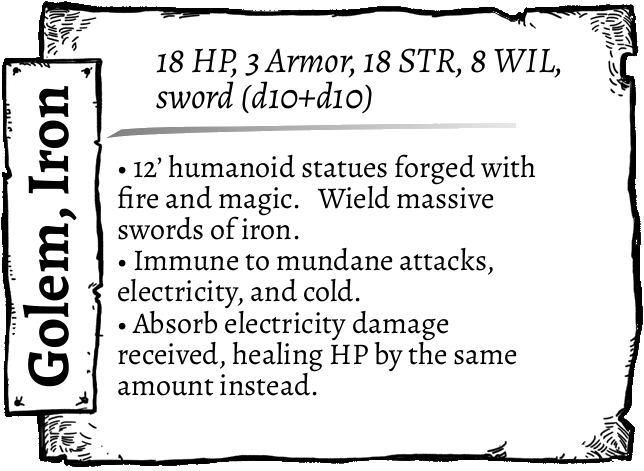 Golem, Iron
18 HP, 3 Armor, 18 STR, 8 WIL,
sword (d10+d10)
• 12’ humanoid statues forged with
fire and magic.   Wield massive
swords of iron.
• Immune to mundane attacks,
electricity, and cold.
• Absorb electricity damage
received, healing HP by the same
amount instead.